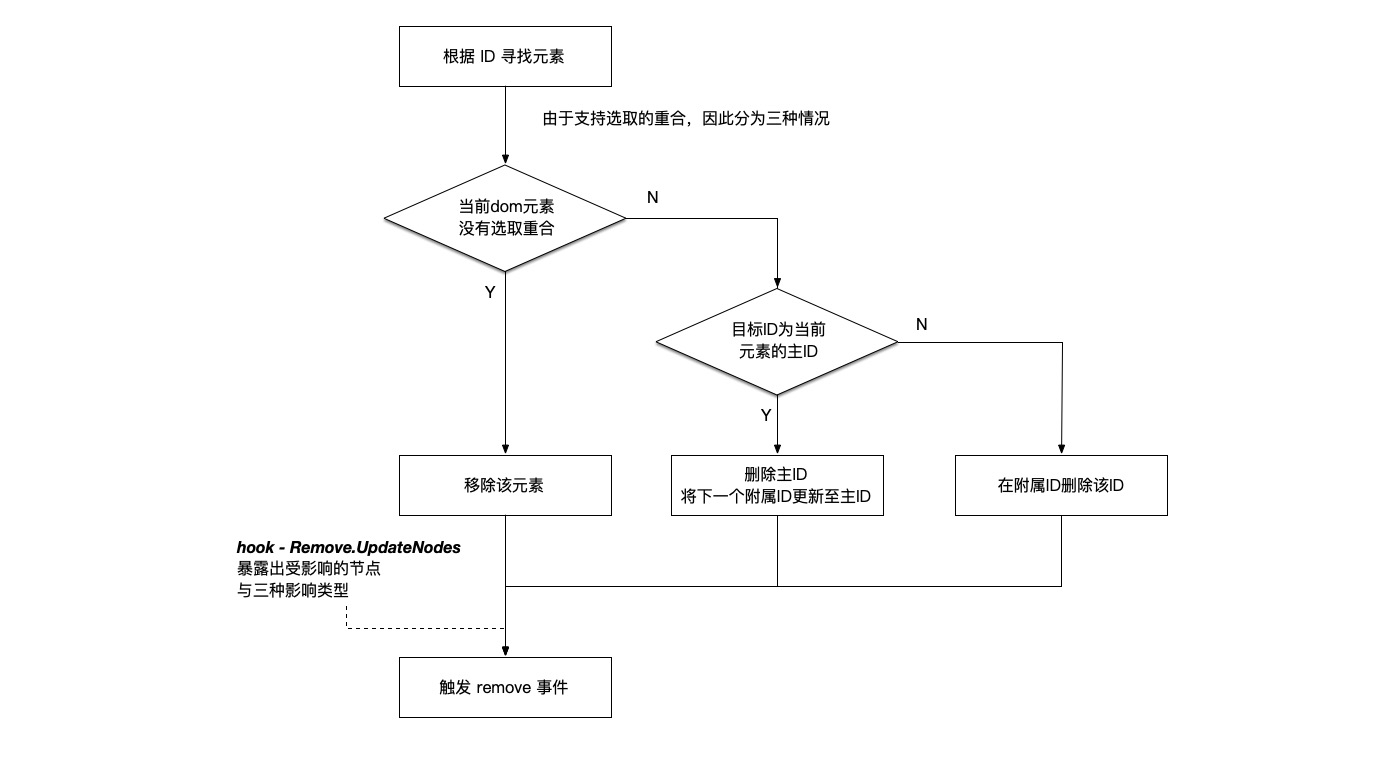 根据 ID 寻找元素
由于支持选取的重合，因此分为三种情况
当前dom元素
没有选取重合
N
Y
目标ID为当前
元素的主ID
N
Y
移除该元素
删除主ID
将下一个附属ID更新至主ID
在附属ID删除该ID
hook - Remove.UpdateNodes
暴露出受影响的节点
与三种影响类型
触发 remove 事件